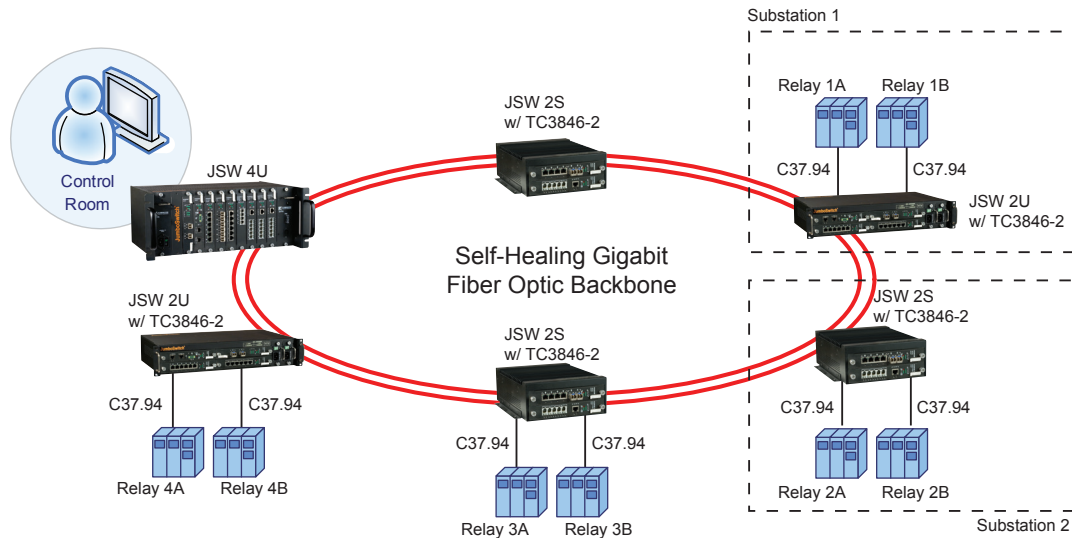 Substation 1
Relay 1A
Relay 1B
C37.94
C37.94
JSW 2U
w/ TC3846-2
JSW 2S
w/ TC3846-2
Control
Room
JSW 4U
JumboSwitch
Self-Healing Gigabit
Fiber Optic Backbone
JSW 2S
w/ TC3846-2
C37.94
C37.94
Relay 2A
Relay 2B
Substation 2
JSW 2S
w/ TC3846-2
C37.94
C37.94
Relay 3A
Relay 3B
JSW 2U
w/ TC3846-2
C37.94
C37.94
Relay 4A
Relay 4B